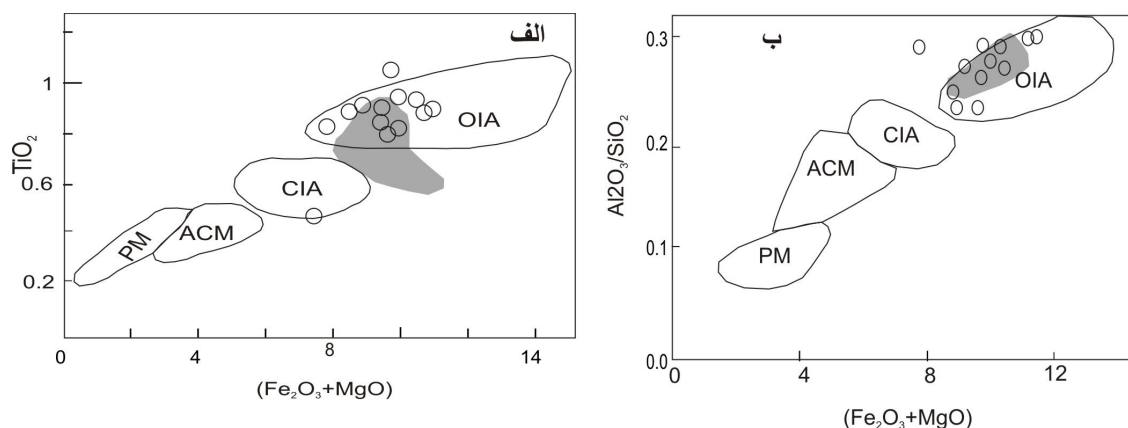 الف
1
TiO₂
OIA
0.6
CIA
ACM
PM
0.2
0
4
8
14
(Fe₂O₃+MgO)
ب
0.3
OIA
Al2O₃/SiO₂
0.2
CIA
ACM
0.1
PM
0.0
0
4
8
12
(Fe₂O₃+MgO)